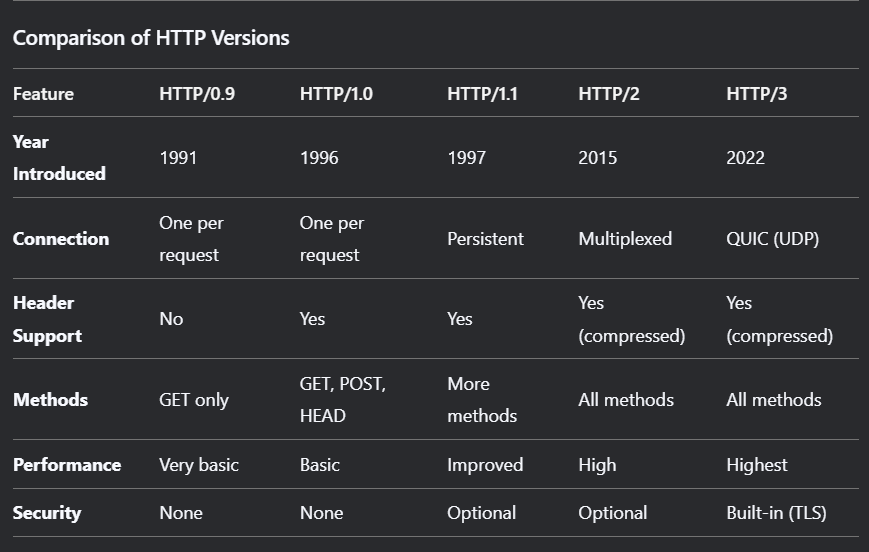 Comparison of HTTP Versions
Feature HTTP/0.9 HTTP/1.0 HTTP/1.1 HTTP/2 HTTP/3
Year
Introduced 1991 1996 1997 2015 2022
Connection One per
request One per
request Persistent Multiplexed QUIC (UDP)
Header
Support No Yes Yes Yes
(compressed) Yes
(compressed)
Methods GET only GET, POST,
HEAD More
methods All methods All methods
Performance Very basic Basic Improved High Highest
Security None None Optional Optional Built-in (TLS)